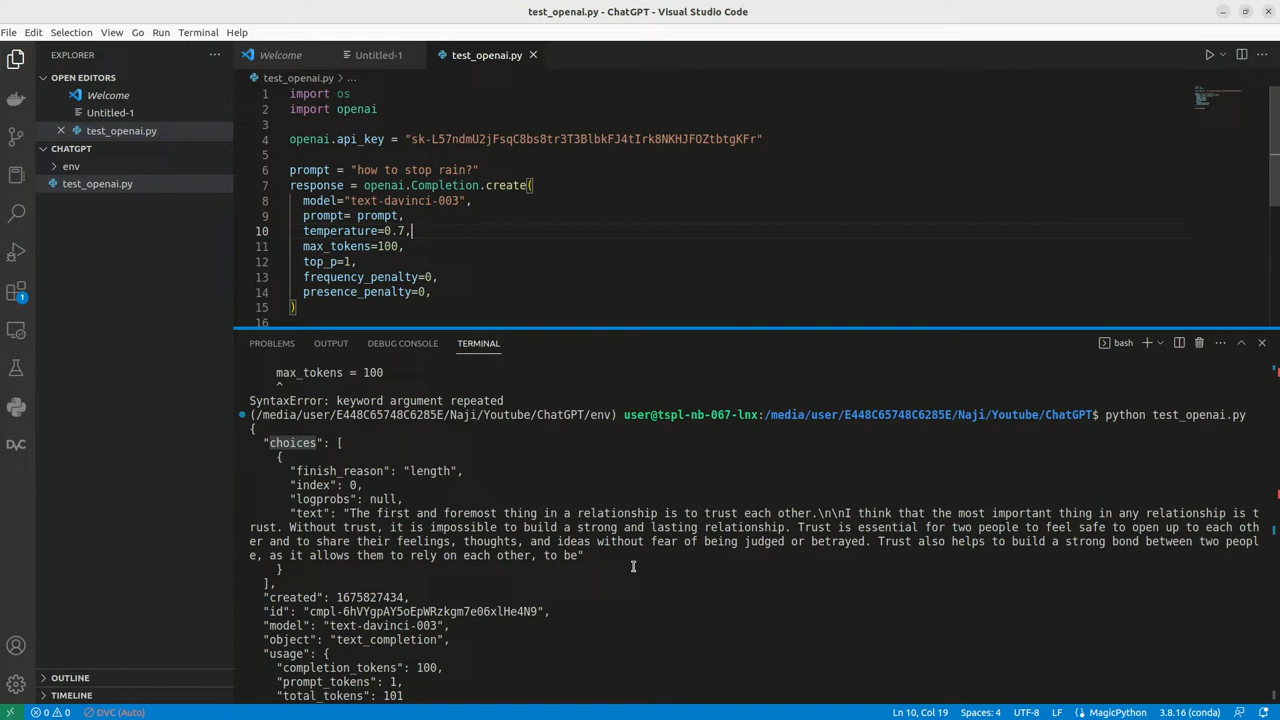 test_openai.py - ChatGPT - Visual Studio Code
File Edit Selection View Go Run Terminal Help
EXPLORER
OPEN EDITORS
Welcome
Untitled-1
test_openai.py
CHATGPT
env
test_openai.py
OUTLINE
TIMELINE
1
Welcome Untitled-1 test_openai.py
test_openai.py > ...
1 import os
2 import openai
3
4 openai.api_key = "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"
5
6 prompt = "how to stop rain?"
7 response = openai.Completion.create(
8 model="text-davinci-003",
9 prompt= prompt,
10 temperature=0.7,
11 max_tokens=100,
12 top_p=1,
13 frequency_penalty=0,
14 presence_penalty=0,
15 )
16
PROBLEMS OUTPUT DEBUG CONSOLE TERMINAL bash
max_tokens = 100
^
SyntaxError: keyword argument repeated
(/media/user/E448C65748C6285E/Naji/Youtube/ChatGPT/env) user@tspl-nb-067-lnx:/media/user/E448C65748C6285E/Naji/Youtube/ChatGPT$ python test_openai.py
{
"choices": [
{
"finish_reason": "length",
"index": 0,
"logprobs": null,
"text": "The first and foremost thing in a relationship is to trust each other.\n\nI think that the most important thing in any relationship is t
rust. Without trust, it is impossible to build a strong and lasting relationship. Trust is essential for two people to feel safe to open up to each oth
er and to share their feelings, thoughts, and ideas without fear of being judged or betrayed. Trust also helps to build a strong bond between two peopl
e, as it allows them to rely on each other, to be"
}
],
"created": 1675827434,
"id": "cmpl-6hVYgpAY5oEpWRzkgm7e06xlHe4N9",
"model": "text-davinci-003",
"object": "text_completion",
"usage": {
"completion_tokens": 100,
"prompt_tokens": 1,
"total_tokens": 101
0 0 DVC (Auto) Ln 10, Col 19 Spaces: 4 UTF-8 LF MagicPython 3.8.16 (conda)